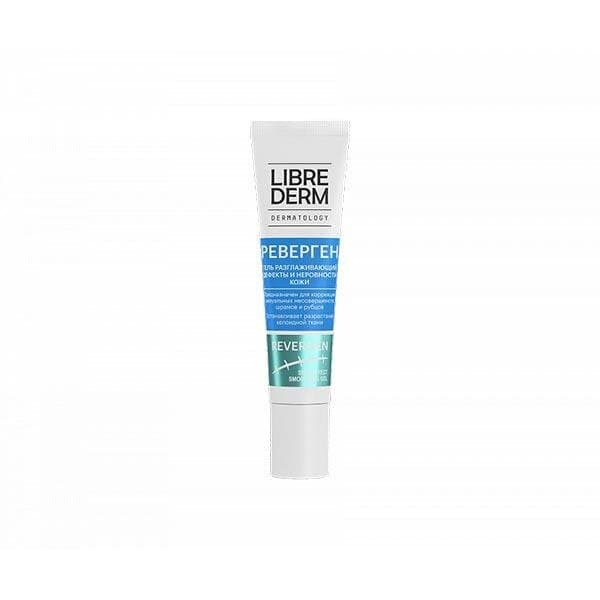 LIBRE
DERM
DERMATOLOGY
РЕВЕРГЕН
ГЕЛЬ РАЗГЛАЖИВАЮЩИЙ
ДЕФЕКТЫ И НЕРОВНОСТИ
КОЖИ
Предназначен для коррекции
визуальных несовершенств,
шрамов и рубцов
Останавливает разрастание
келоидной ткани
REVERGEN
SMOOTHING GEL